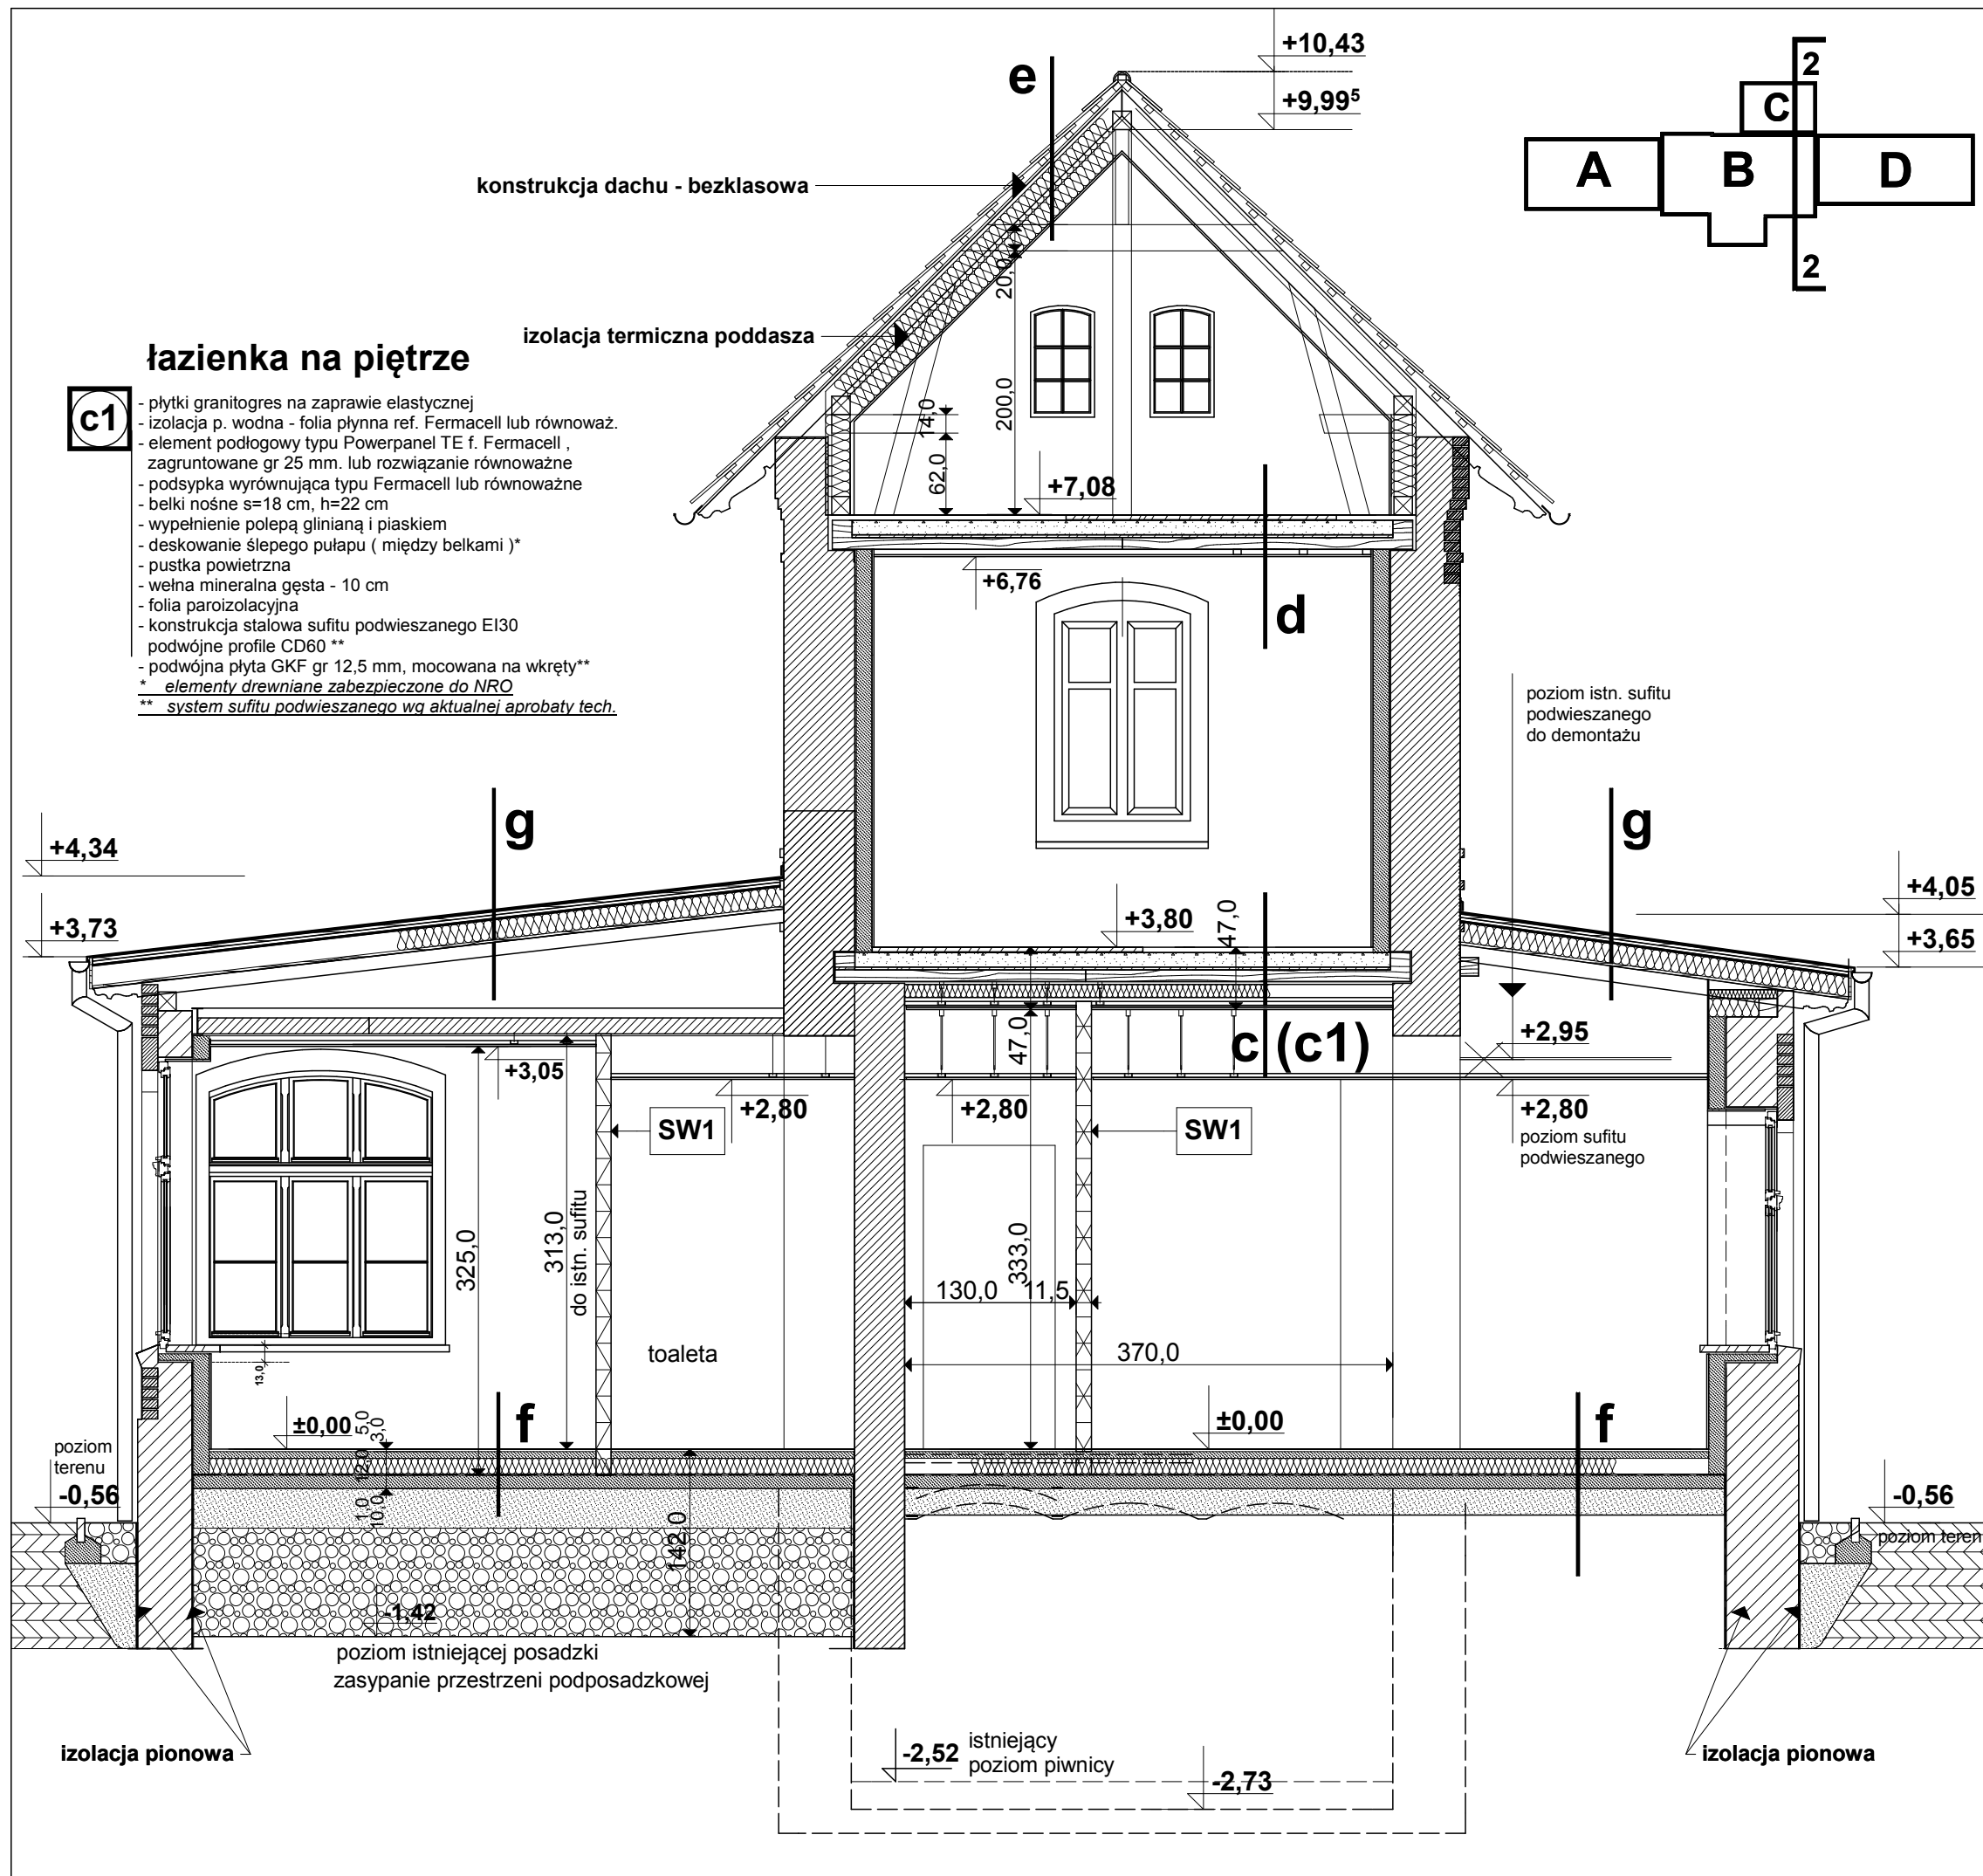 +10,43
+9,99⁵
e
2
C
A
B
D
2
konstrukcja dachu - bezklasowa
izolacja termiczna poddasza
20,0
200,0
14,0
62,0
łazienka na piętrze
c1
- płytki granitogres na zaprawie elastycznej
- izolacja p. wodna - folia płynna ref. Fermacell lub równoważ.
- element podłogowy typu Powerpanel TE f. Fermacell ,
zagruntowane gr 25 mm. lub rozwiązanie równoważne
- podsypka wyrównująca typu Fermacell lub równoważne
- belki nośne s=18 cm, h=22 cm
- wypełnienie polepą glinianą i piaskiem
- deskowanie ślepego pułapu ( między belkami )*
- pustka powietrzna
- wełna mineralna gęsta - 10 cm
- folia paroizolacyjna
- konstrukcja stalowa sufitu podwieszanego EI30
podwójne profile CD60 **
- podwójna płyta GKF gr 12,5 mm, mocowana na wkręty**
* elementy drewniane zabezpieczone do NRO
** system sufitu podwieszanego wg aktualnej aprobaty tech.
+7,08
+6,76
d
poziom istn. sufitu
podwieszanego
do demontażu
g
g
+4,34
+3,73
+4,05
+3,65
+3,80
47,0
47,0
c (c1)
+2,95
+3,05
+2,80
+2,80
+2,80
poziom sufitu
podwieszanego
SW1
SW1
325,0
313,0
do istn. sufitu
333,0
130,0
11,5
370,0
toaleta
13,0
±0,00
5,0
3,0
12,0
1,0
10,0
f
±0,00
f
poziom
terenu
-0,56
-0,56
poziom teren
142,0
-1,42
poziom istniejącej posadzki
zasypanie przestrzeni podposadzkowej
izolacja pionowa
-2,52
istniejący
poziom piwnicy
-2,73
izolacja pionowa